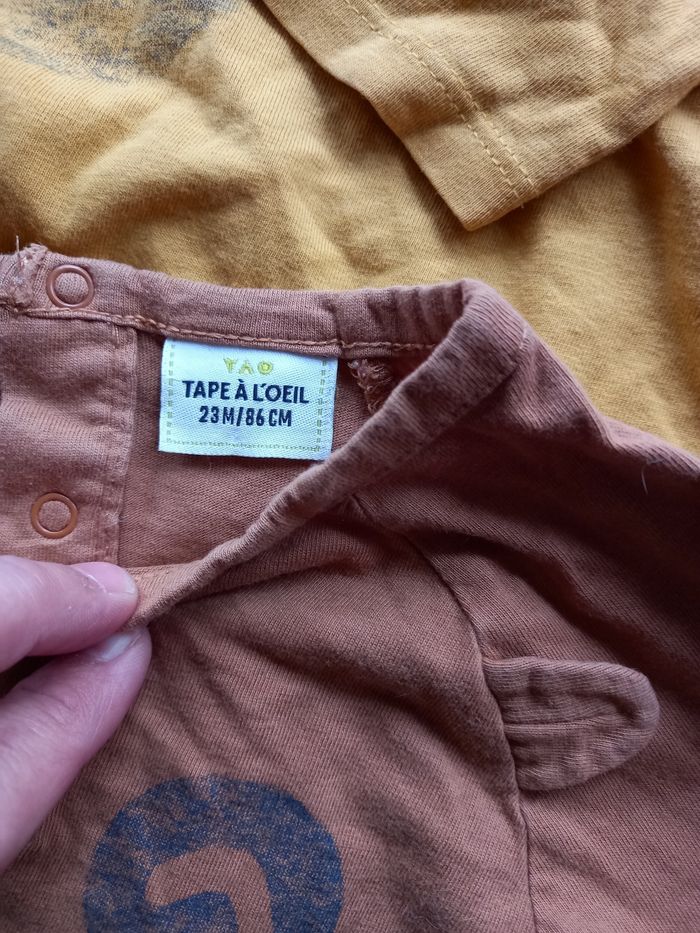 TAO
TAPE À L'OEIL
23M/86CM